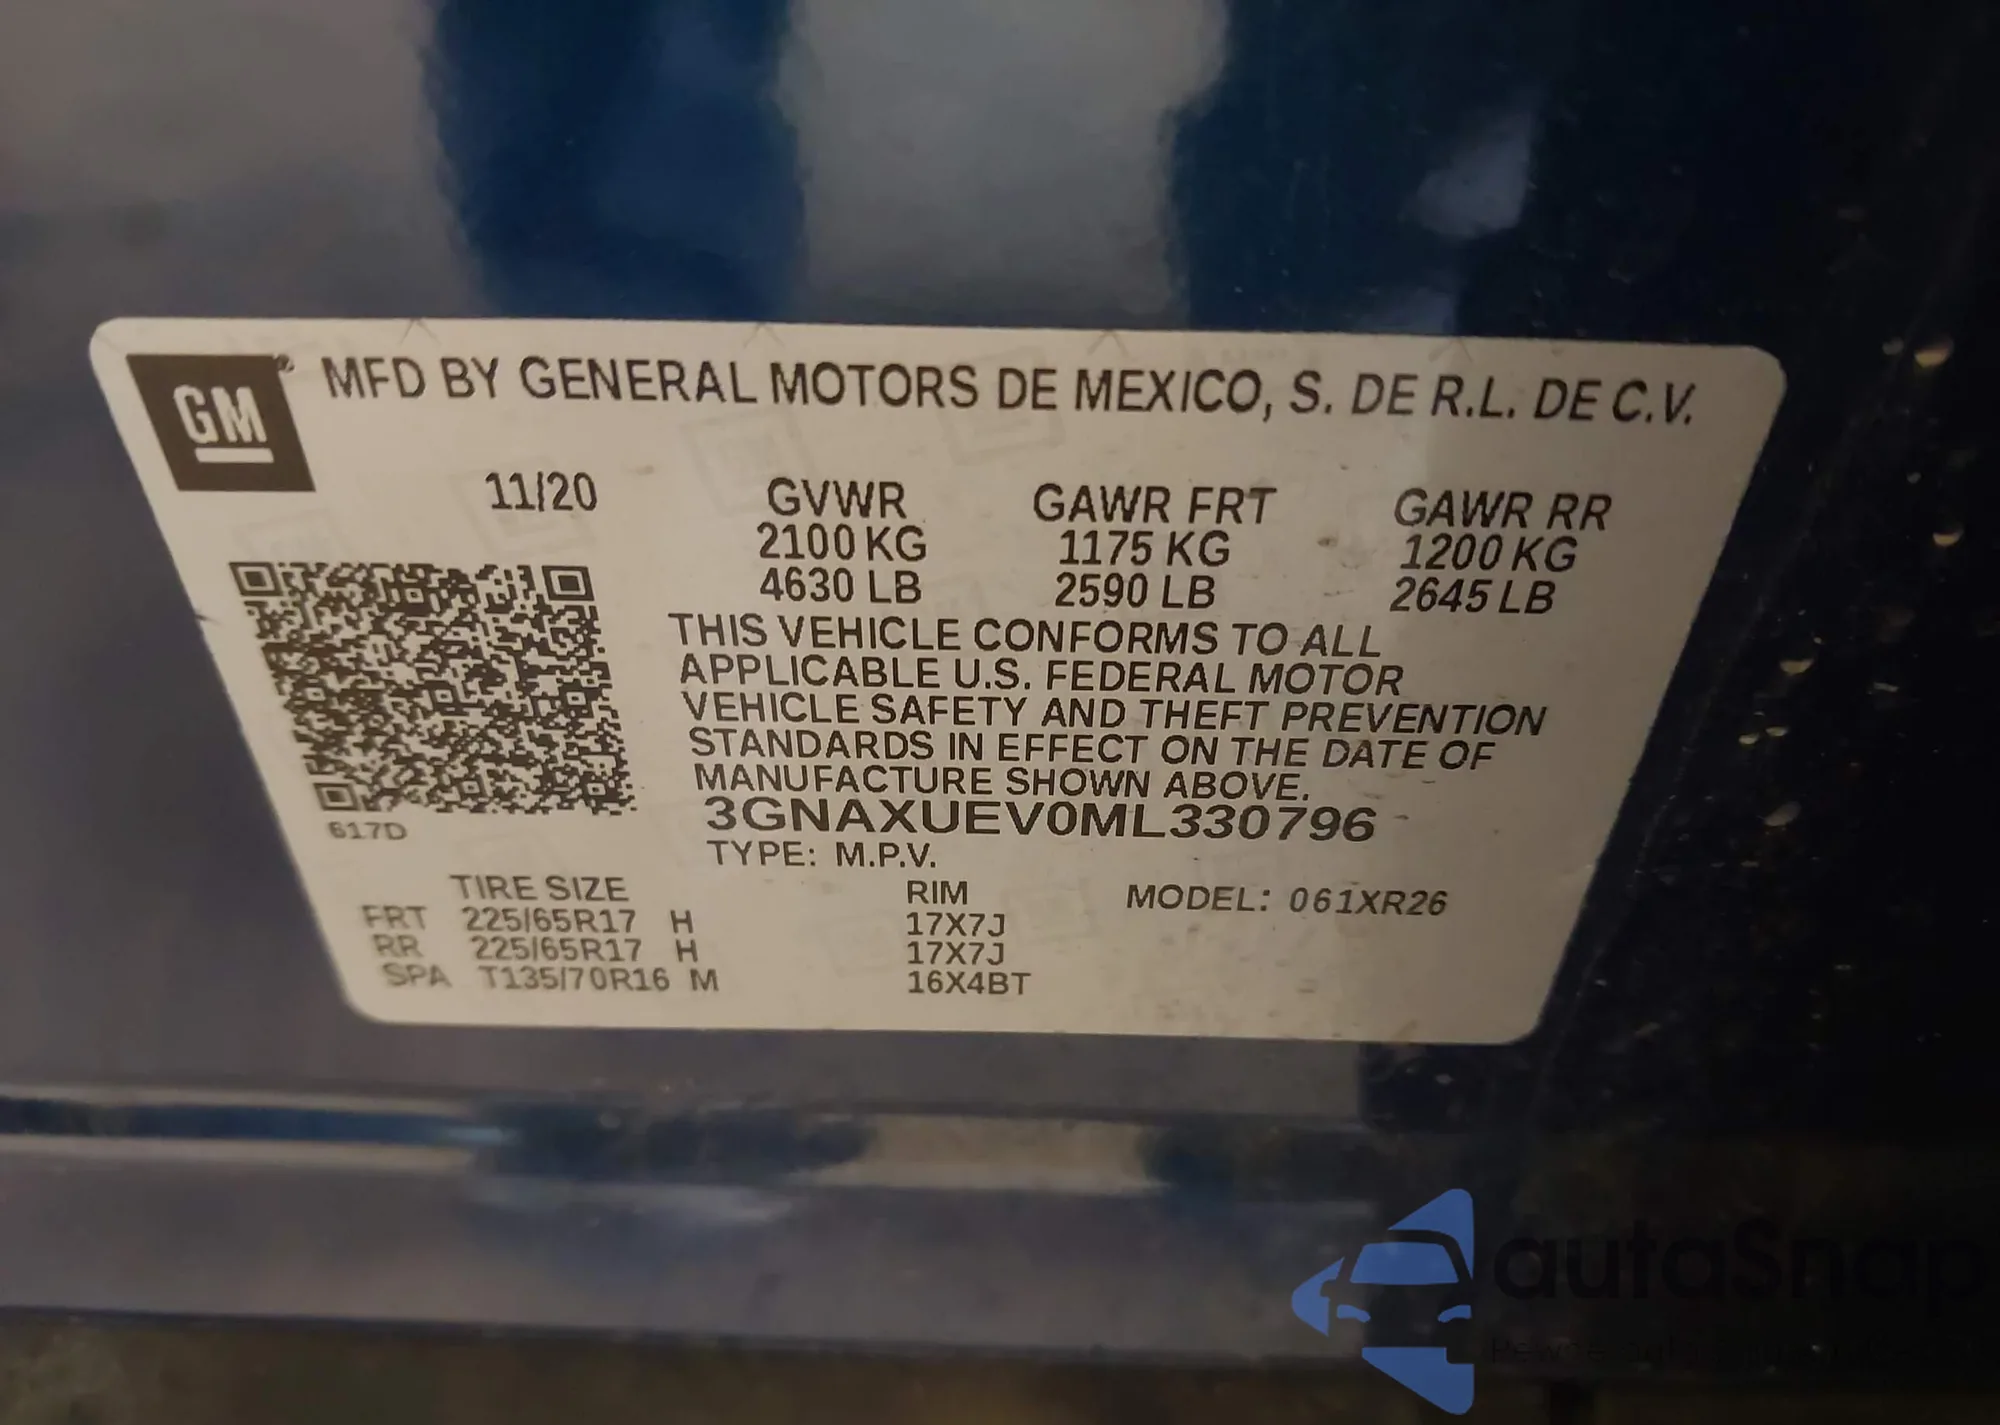 GM® MFD BY GENERAL MOTORS DE MEXICO, S. DE R.L. DE C.V.
11/20 GVWR GAWR FRT GAWR RR
2100 KG 1175 KG 1200 KG
4630 LB 2590 LB 2645 LB
THIS VEHICLE CONFORMS TO ALL
APPLICABLE U.S. FEDERAL MOTOR
VEHICLE SAFETY AND THEFT PREVENTION
STANDARDS IN EFFECT ON THE DATE OF
MANUFACTURE SHOWN ABOVE.
3GNAXUEV0ML330796
617D
TYPE: M.P.V.
TIRE SIZE RIM MODEL: 061XR26
FRT 225/65R17 H 17X7J
RR 225/65R17 H 17X7J
SPA T135/70R16 M 16X4BT
autaSnap